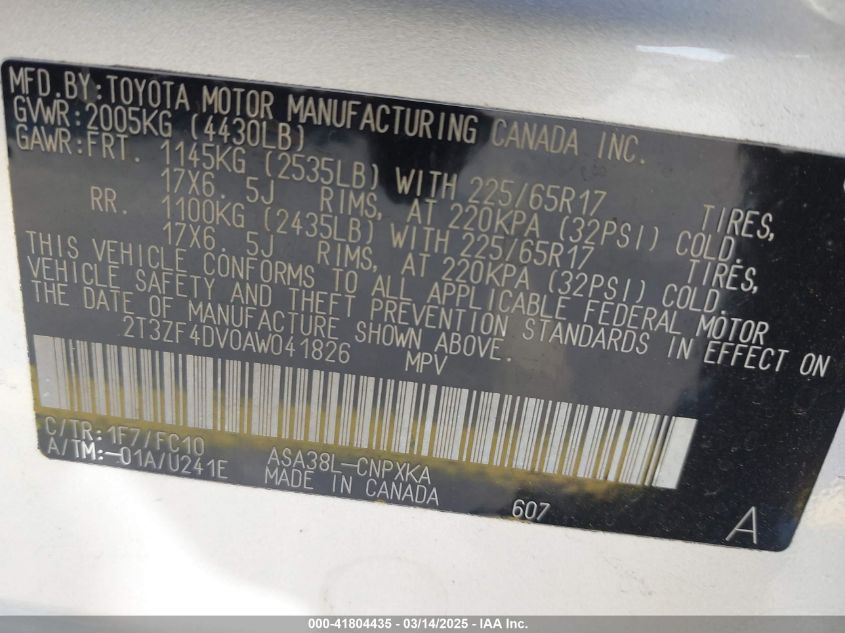 MFD.BY:TOYOTA MOTOR MANUFACTURING CANADA INC.
GVWR:2005KG (4430LB)
GAWR:FRT. 1145KG (2535LB) WITH 225/65R17 TIRES,
17X6. 5J RIMS, AT 220KPA (32PSI) COLD.
RR. 1100KG (2435LB) WITH 225/65R17 TIRES,
17X6. 5J RIMS, AT 220KPA (32PSI) COLD.
THIS VEHICLE CONFORMS TO ALL APPLICABLE FEDERAL MOTOR
VEHICLE SAFETY AND THEFT PREVENTION STANDARDS IN EFFECT ON
THE DATE OF MANUFACTURE SHOWN ABOVE.
2T3ZF4DV0AW041826 MPV
C/TR:1F7/FC10 ASA38L-CNPXKA
A/TM:-01A/U241E MADE IN CANADA
607 A
000-41804435 - 03/14/2025 - IAA Inc.